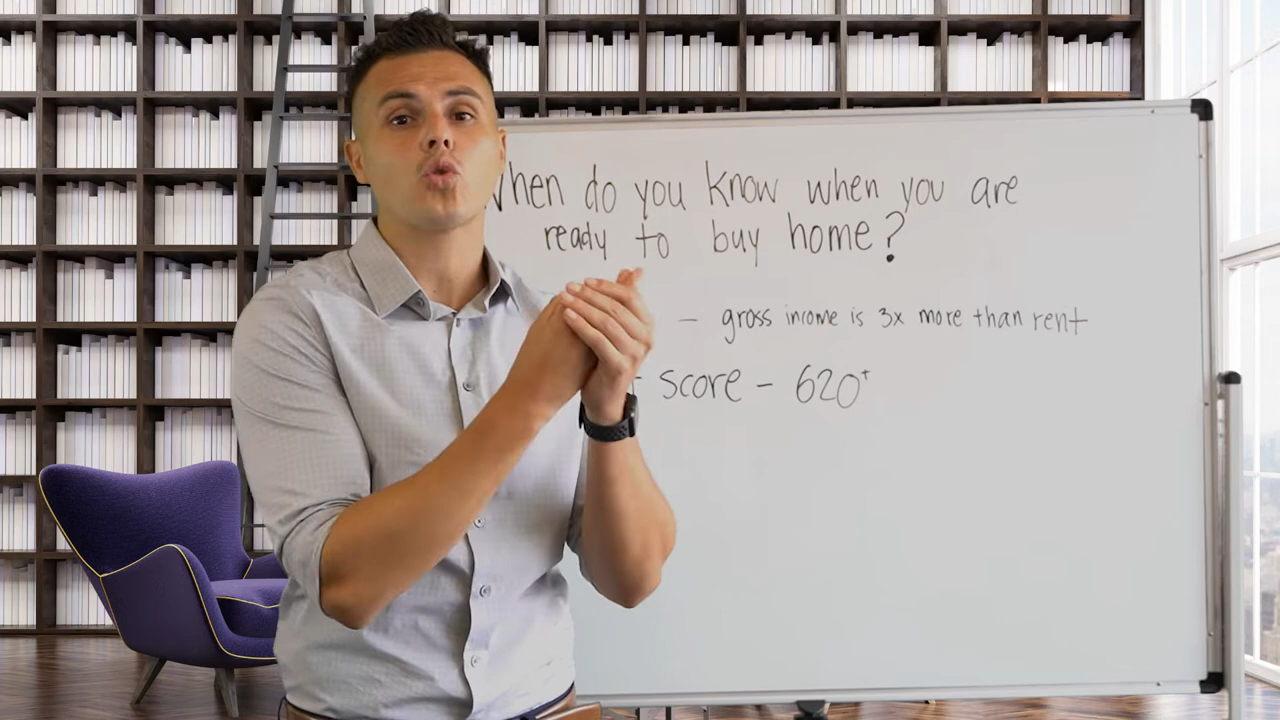 When do you know when you are
ready to buy home?
- gross income is 3x more than rent
score - 620+